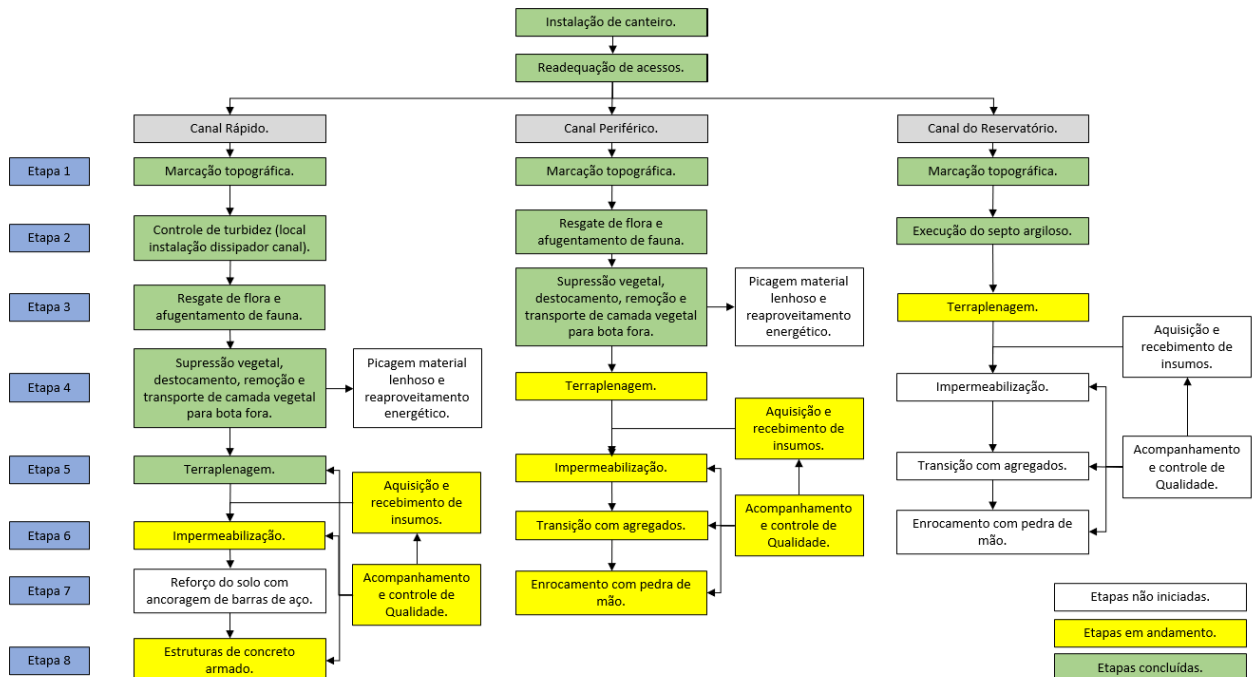 Instalação de canteiro.
Readequação de acessos.
Canal Rápido.
Canal Periférico.
Canal do Reservatório.
Etapa 1
Marcação topográfica.
Marcação topográfica.
Marcação topográfica.
Etapa 2
Controle de turbidez (local
instalação dissipador canal).
Resgate de flora e
afugentamento de fauna.
Execução do septo argiloso.
Etapa 3
Resgate de flora e
afugentamento de fauna.
Supressão vegetal,
destocamento, remoção e
transporte de camada vegetal
para bota fora.
Picagem material
lenhoso e
reaproveitamento
energético.
Terraplenagem.
Aquisição e
recebimento de
insumos.
Etapa 4
Supressão vegetal,
destocamento, remoção e
transporte de camada vegetal
para bota fora.
Picagem material
lenhoso e
reaproveitamento
energético.
Terraplenagem.
Aquisição e
recebimento de
insumos.
Impermeabilização.
Etapa 5
Terraplenagem.
Aquisição e
recebimento de
insumos.
Impermeabilização.
Transição com agregados.
Acompanhamento
e controle de
Qualidade.
Etapa 6
Impermeabilização.
Transição com agregados.
Acompanhamento
e controle de
Qualidade.
Enrocamento com pedra de
mão.
Etapa 7
Reforço do solo com
ancoragem de barras de aço.
Acompanhamento
e controle de
Qualidade.
Enrocamento com pedra de
mão.
Etapa 8
Estruturas de concreto
armado.
Etapas não iniciadas.
Etapas em andamento.
Etapas concluídas.